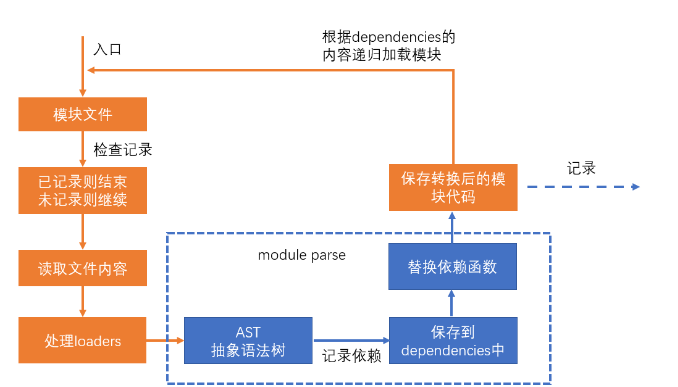 根据dependencies的
内容递归加载模块
入口
模块文件
检查记录
已记录则结束
未记录则继续
保存转换后的模
块代码
记录
module parse
读取文件内容
替换依赖函数
处理loaders
AST
抽象语法树
记录依赖
保存到
dependencies中